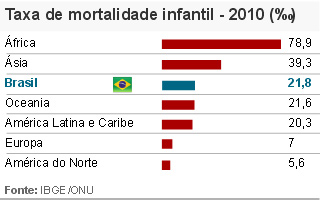 Taxa de mortalidade infantil - 2010 (‰)
África 78,9
Ásia 39,3
Brasil 21,8
Oceania 21,6
América Latina e Caribe 20,3
Europa 7
América do Norte 5,6
Fonte: IBGE/ONU